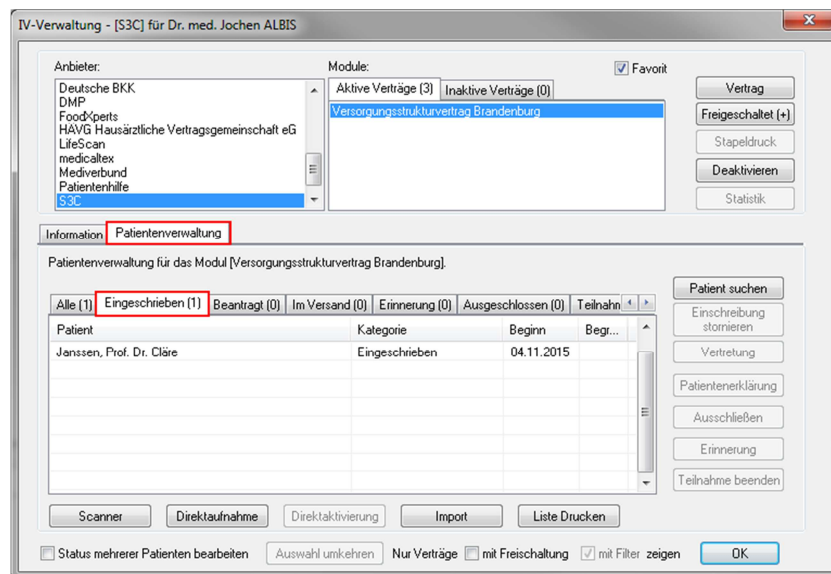 IV-Verwaltung - [S3C] für Dr. med. Jochen ALBIS
Anbieter:
Module:
Favorit
Deutsche BKK
DMP
FoodXperts
HÄVG Hausärztliche Vertragsgemeinschaft eG
LifeScan
medicaltex
Mediverbund
Patientenhilfe
S3C
Aktive Verträge (3)
Inaktive Verträge (0)
Versorgungsstrukturvertrag Brandenburg
Vertrag
Freigeschaltet (+)
Stapeldruck
Deaktivieren
Statistik
Information
Patientenverwaltung
Patientenverwaltung für das Modul [Versorgungsstrukturvertrag Brandenburg].
Alle (1) Eingeschrieben (1) Beantragt (0) Im Versand (0) Erinnerung (0) Ausgeschlossen (0) Teilnahn
Patient Kategorie Beginn Begr...
Janssen, Prof. Dr. Cläre Eingeschrieben 04.11.2015
Patient suchen
Einschreibung
stornieren
Vertretung
Patientenerklärung
Ausschließen
Erinnerung
Teilnahme beenden
Scanner Direktaufnahme Direktaktivierung Import Liste Drucken
Status mehrerer Patienten bearbeiten Auswahl umkehren Nur Verträge mit Freischaltung mit Filter zeigen OK